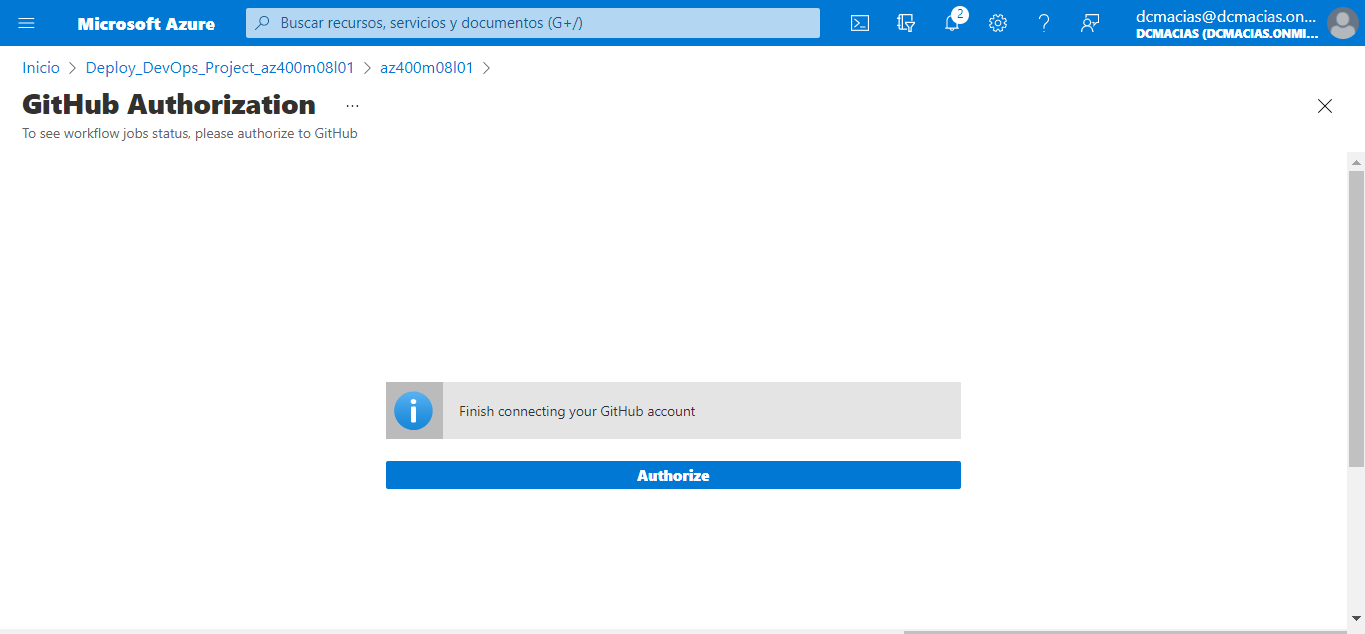 Microsoft Azure
Buscar recursos, servicios y documentos (G+/)
2
dcmacias@dcmacias.on...
DCMACIAS (DCMACIAS.ONMI...
Inicio > Deploy_DevOps_Project_az400m08l01 > az400m08l01 >
GitHub Authorization ...
To see workflow jobs status, please authorize to GitHub
Finish connecting your GitHub account
Authorize